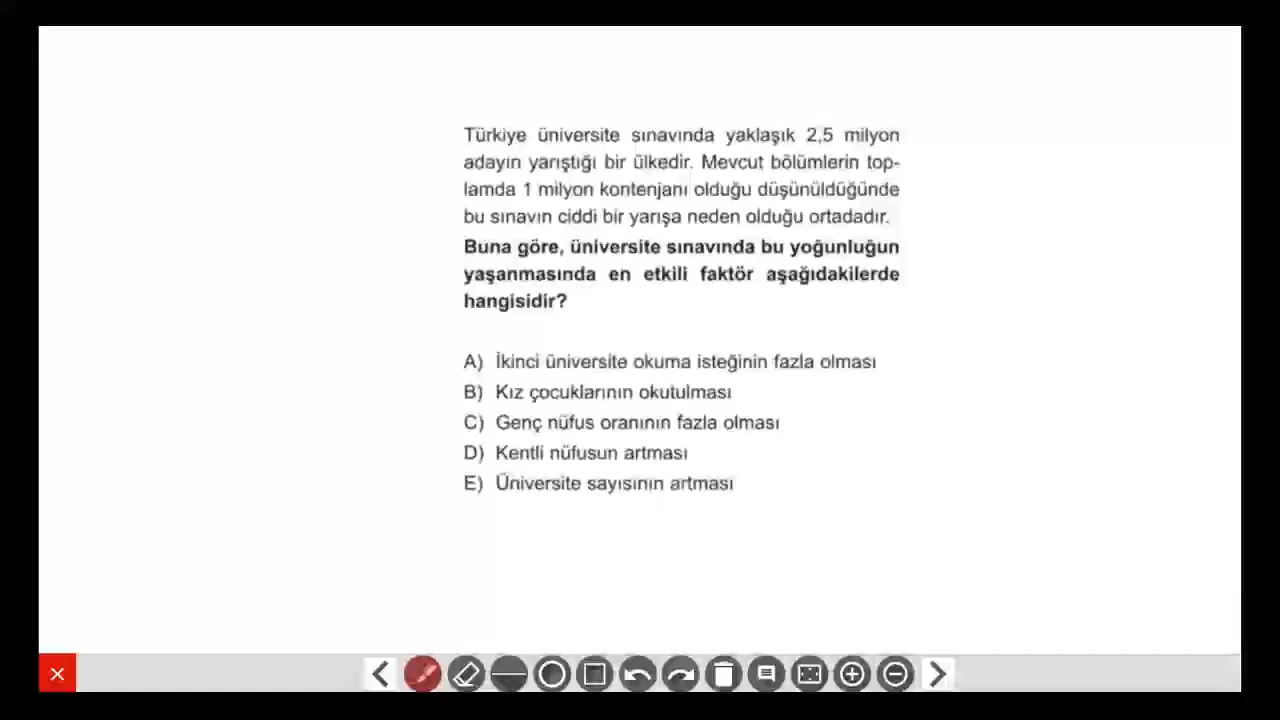 Türkiye üniversite sınavında yaklaşık 2,5 milyon
adayın yarıştığı bir ülkedir. Mevcut bölümlerin top-
lamda 1 milyon kontenjanı olduğu düşünüldüğünde
bu sınavın ciddi bir yarışa neden olduğu ortadadır.
Buna göre, üniversite sınavında bu yoğunluğun
yaşanmasında en etkili faktör aşağıdakilerde
hangisidir?
A) İkinci üniversite okuma isteğinin fazla olması
B) Kız çocuklarının okutulması
C) Genç nüfus oranının fazla olması
D) Kentli nüfusun artması
E) Üniversite sayısının artması